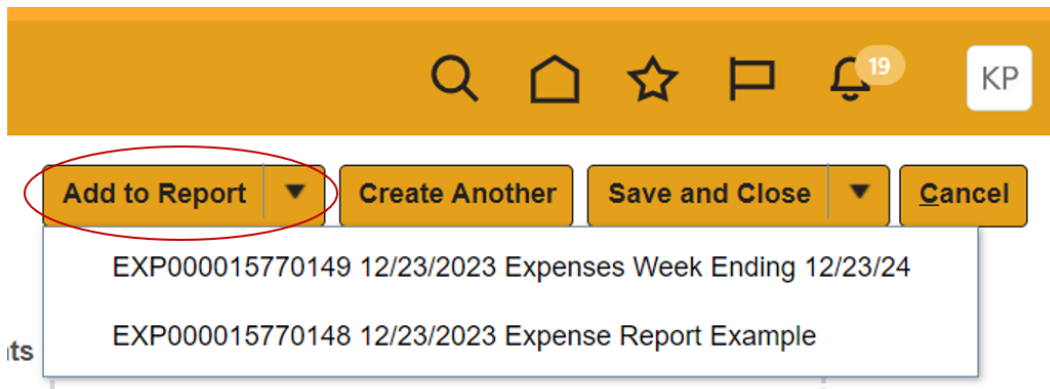 19
KP
Add to Report Create Another Save and Close Cancel
EXP000015770149 12/23/2023 Expenses Week Ending 12/23/24
EXP000015770148 12/23/2023 Expense Report Example
ts